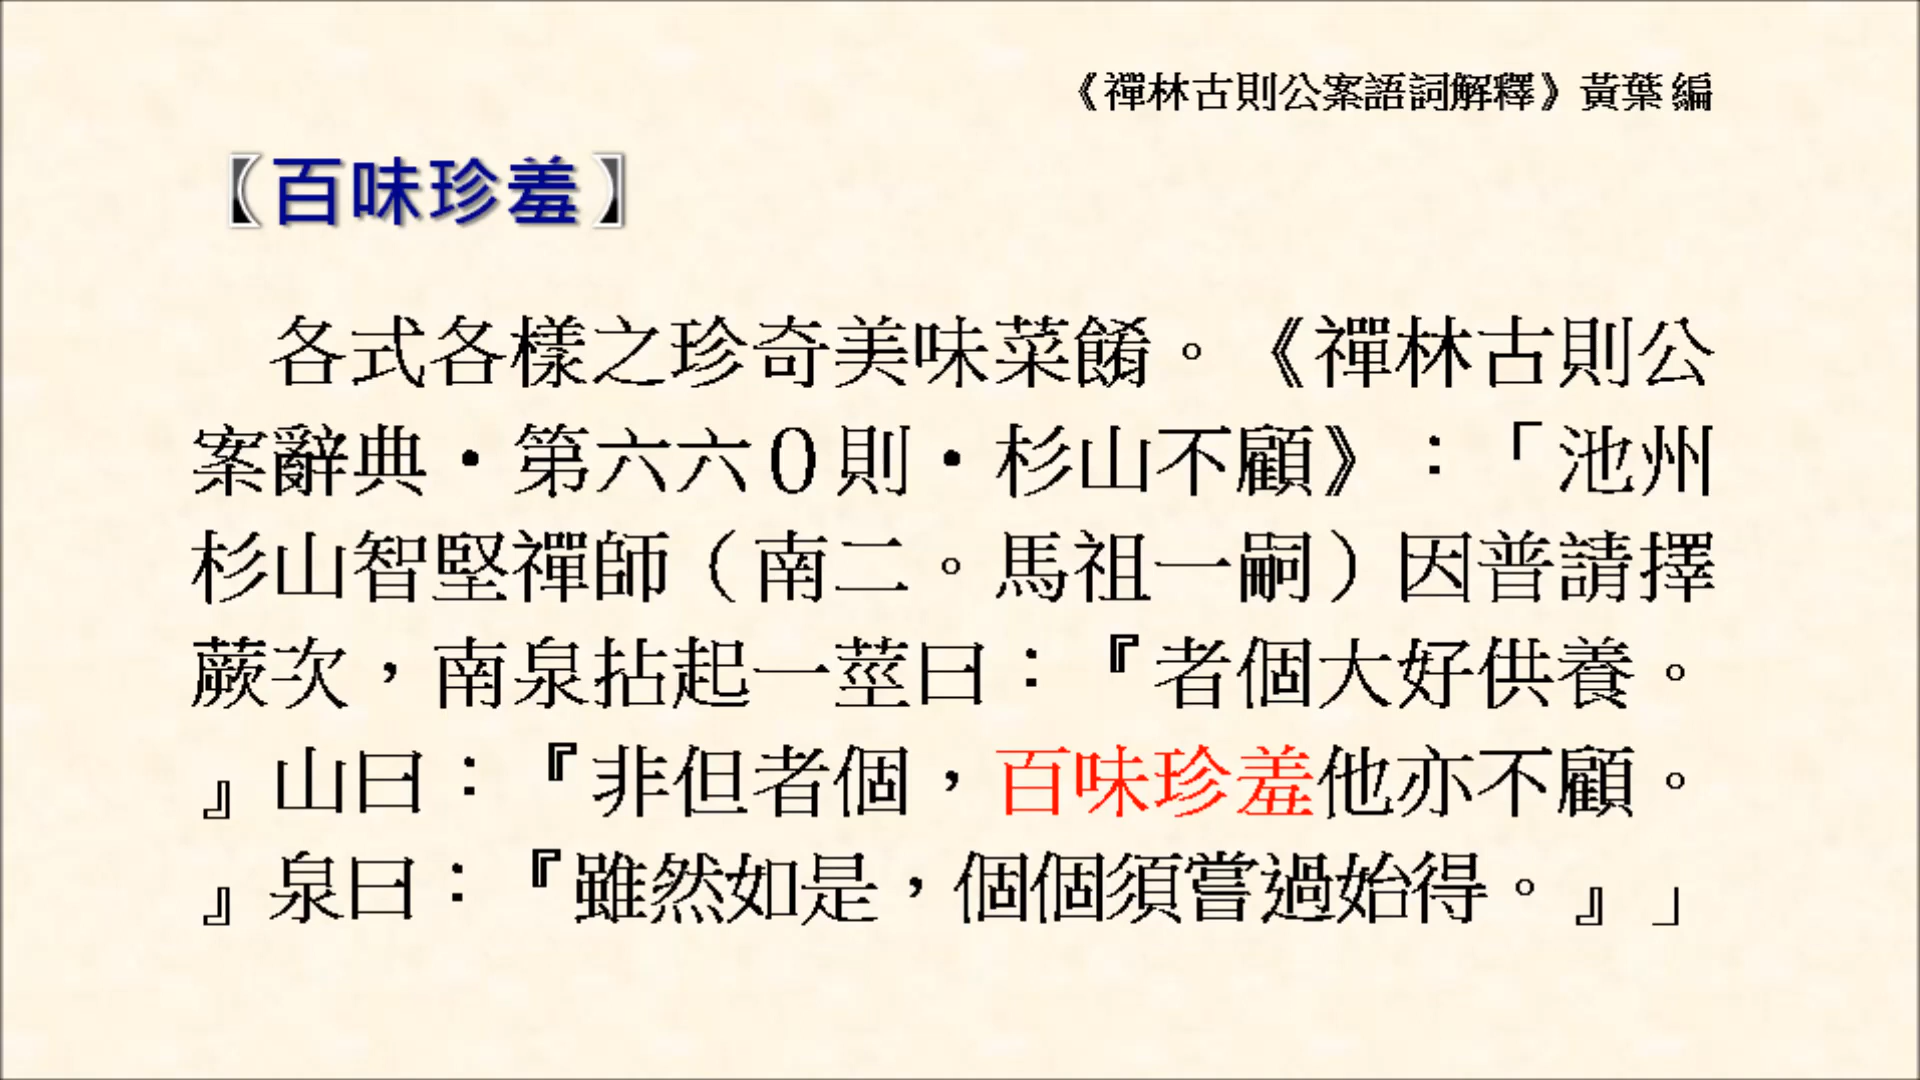 《禪林古則公案語詞解釋》黃葉 編
【百味珍羞】
各式各樣之珍奇美味菜餚。《禪林古則公
案辭典‧第六六０則‧杉山不顧》：「池州
杉山智堅禪師（南二。馬祖一嗣）因普請擇
蕨次，南泉拈起一莖曰：『者個大好供養。
』山曰：『非但者個，百味珍羞他亦不顧。
』泉曰：『雖然如是，個個須嘗過始得。』」